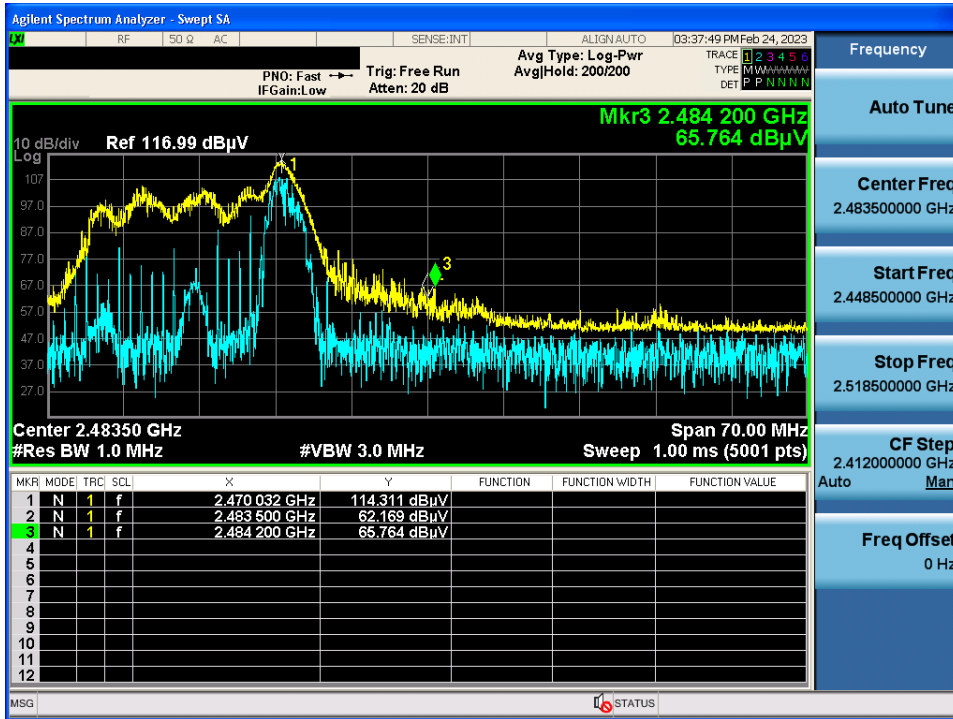 Agilent Spectrum Analyzer - Swept SA
LXI RF 50 Ω AC SENSE:INT ALIGN AUTO 03:37:49 PM Feb 24, 2023
PNO: Fast
IFGain:Low
Trig: Free Run
Atten: 20 dB
Avg Type: Log-Pwr
Avg|Hold: 200/200
TRACE 1 2 3 4 5 6
TYPE M
DET P P N N N N
Mkr3 2.484 200 GHz
65.764 dBµV
10 dB/div Ref 116.99 dBµV
Log
107
97.0
87.0
77.0
67.0
57.0
47.0
37.0
27.0
1
3
Center 2.48350 GHz Span 70.00 MHz
#Res BW 1.0 MHz #VBW 3.0 MHz Sweep 1.00 ms (5001 pts)
MKR MODE TRC SCL X Y FUNCTION FUNCTION WIDTH FUNCTION VALUE
1 N 1 f 2.470 032 GHz 114.311 dBµV
2 N 1 f 2.483 500 GHz 62.169 dBµV
3 N 1 f 2.484 200 GHz 65.764 dBµV
4
5
6
7
8
9
10
11
12
MSG STATUS
Frequency
Auto Tune
Center Freq
2.483500000 GHz
Start Freq
2.448500000 GHz
Stop Freq
2.518500000 GHz
CF Step
2.412000000 GHz
Auto Man
Freq Offset
0 Hz